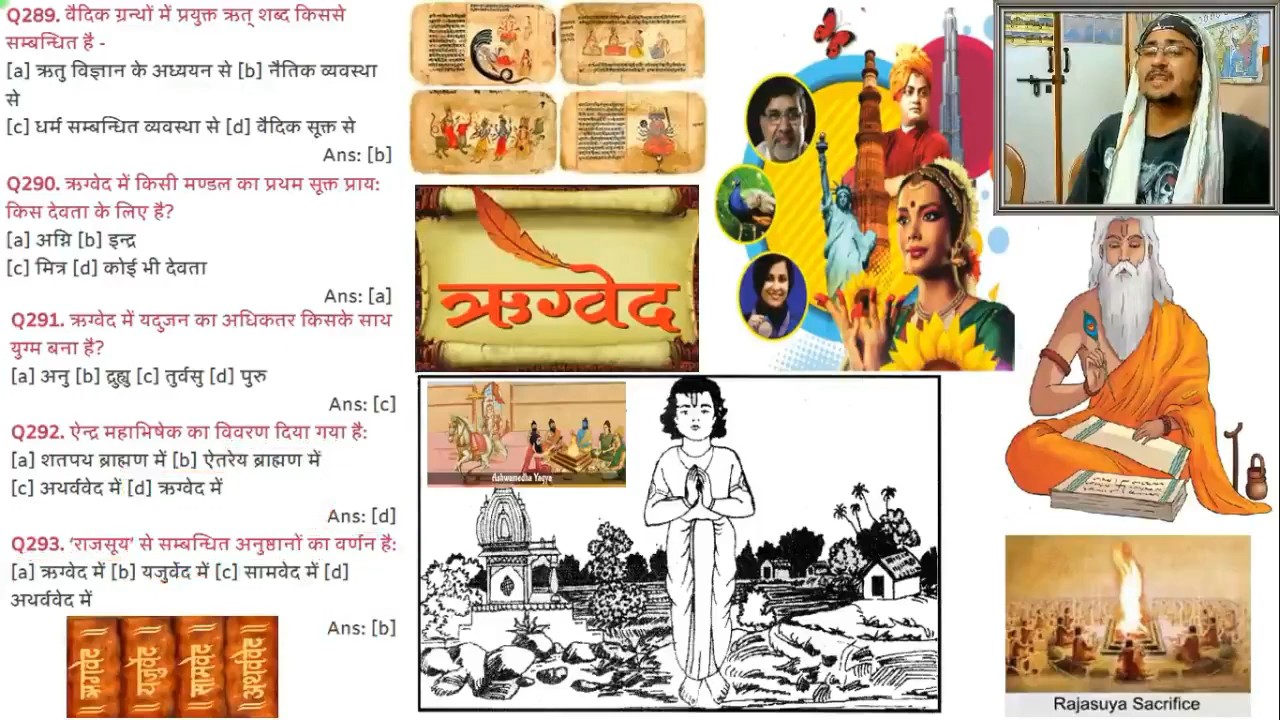 Q289. वैदिक ग्रन्थों में प्रयुक्त ऋत् शब्द किससे
सम्बन्धित है -
[a] ऋतु विज्ञान के अध्ययन से [b] नैतिक व्यवस्था
से
[c] धर्म सम्बन्धित व्यवस्था से [d] वैदिक सूक्त से
Ans: [b]
Q290. ऋग्वेद में किसी मण्डल का प्रथम सूक्त प्राय:
किस देवता के लिए है?
[a] अग्नि [b] इन्द्र
[c] मित्र [d] कोई भी देवता
Ans: [a]
Q291. ऋग्वेद में यदुजन का अधिकतर किसके साथ
युग्म बना है?
[a] अनु [b] द्रुह्यु [c] तुर्वसु [d] पुरु
Ans: [c]
Q292. ऐन्द्र महाभिषेक का विवरण दिया गया है:
[a] शतपथ ब्राह्मण में [b] ऐतरेय ब्राह्मण में
[c] अथर्ववेद में [d] ऋग्वेद में
Ans: [d]
Q293. 'राजसूय' से सम्बन्धित अनुष्ठानों का वर्णन है:
[a] ऋग्वेद में [b] यजुर्वेद में [c] सामवेद में [d]
अथर्ववेद में
Ans: [b]
ऋगवेद
यजुर्वेद
सामवेद
अथर्ववेद
ऋग्वेद
Ashwamedha Yagya
Rajasuya Sacrifice